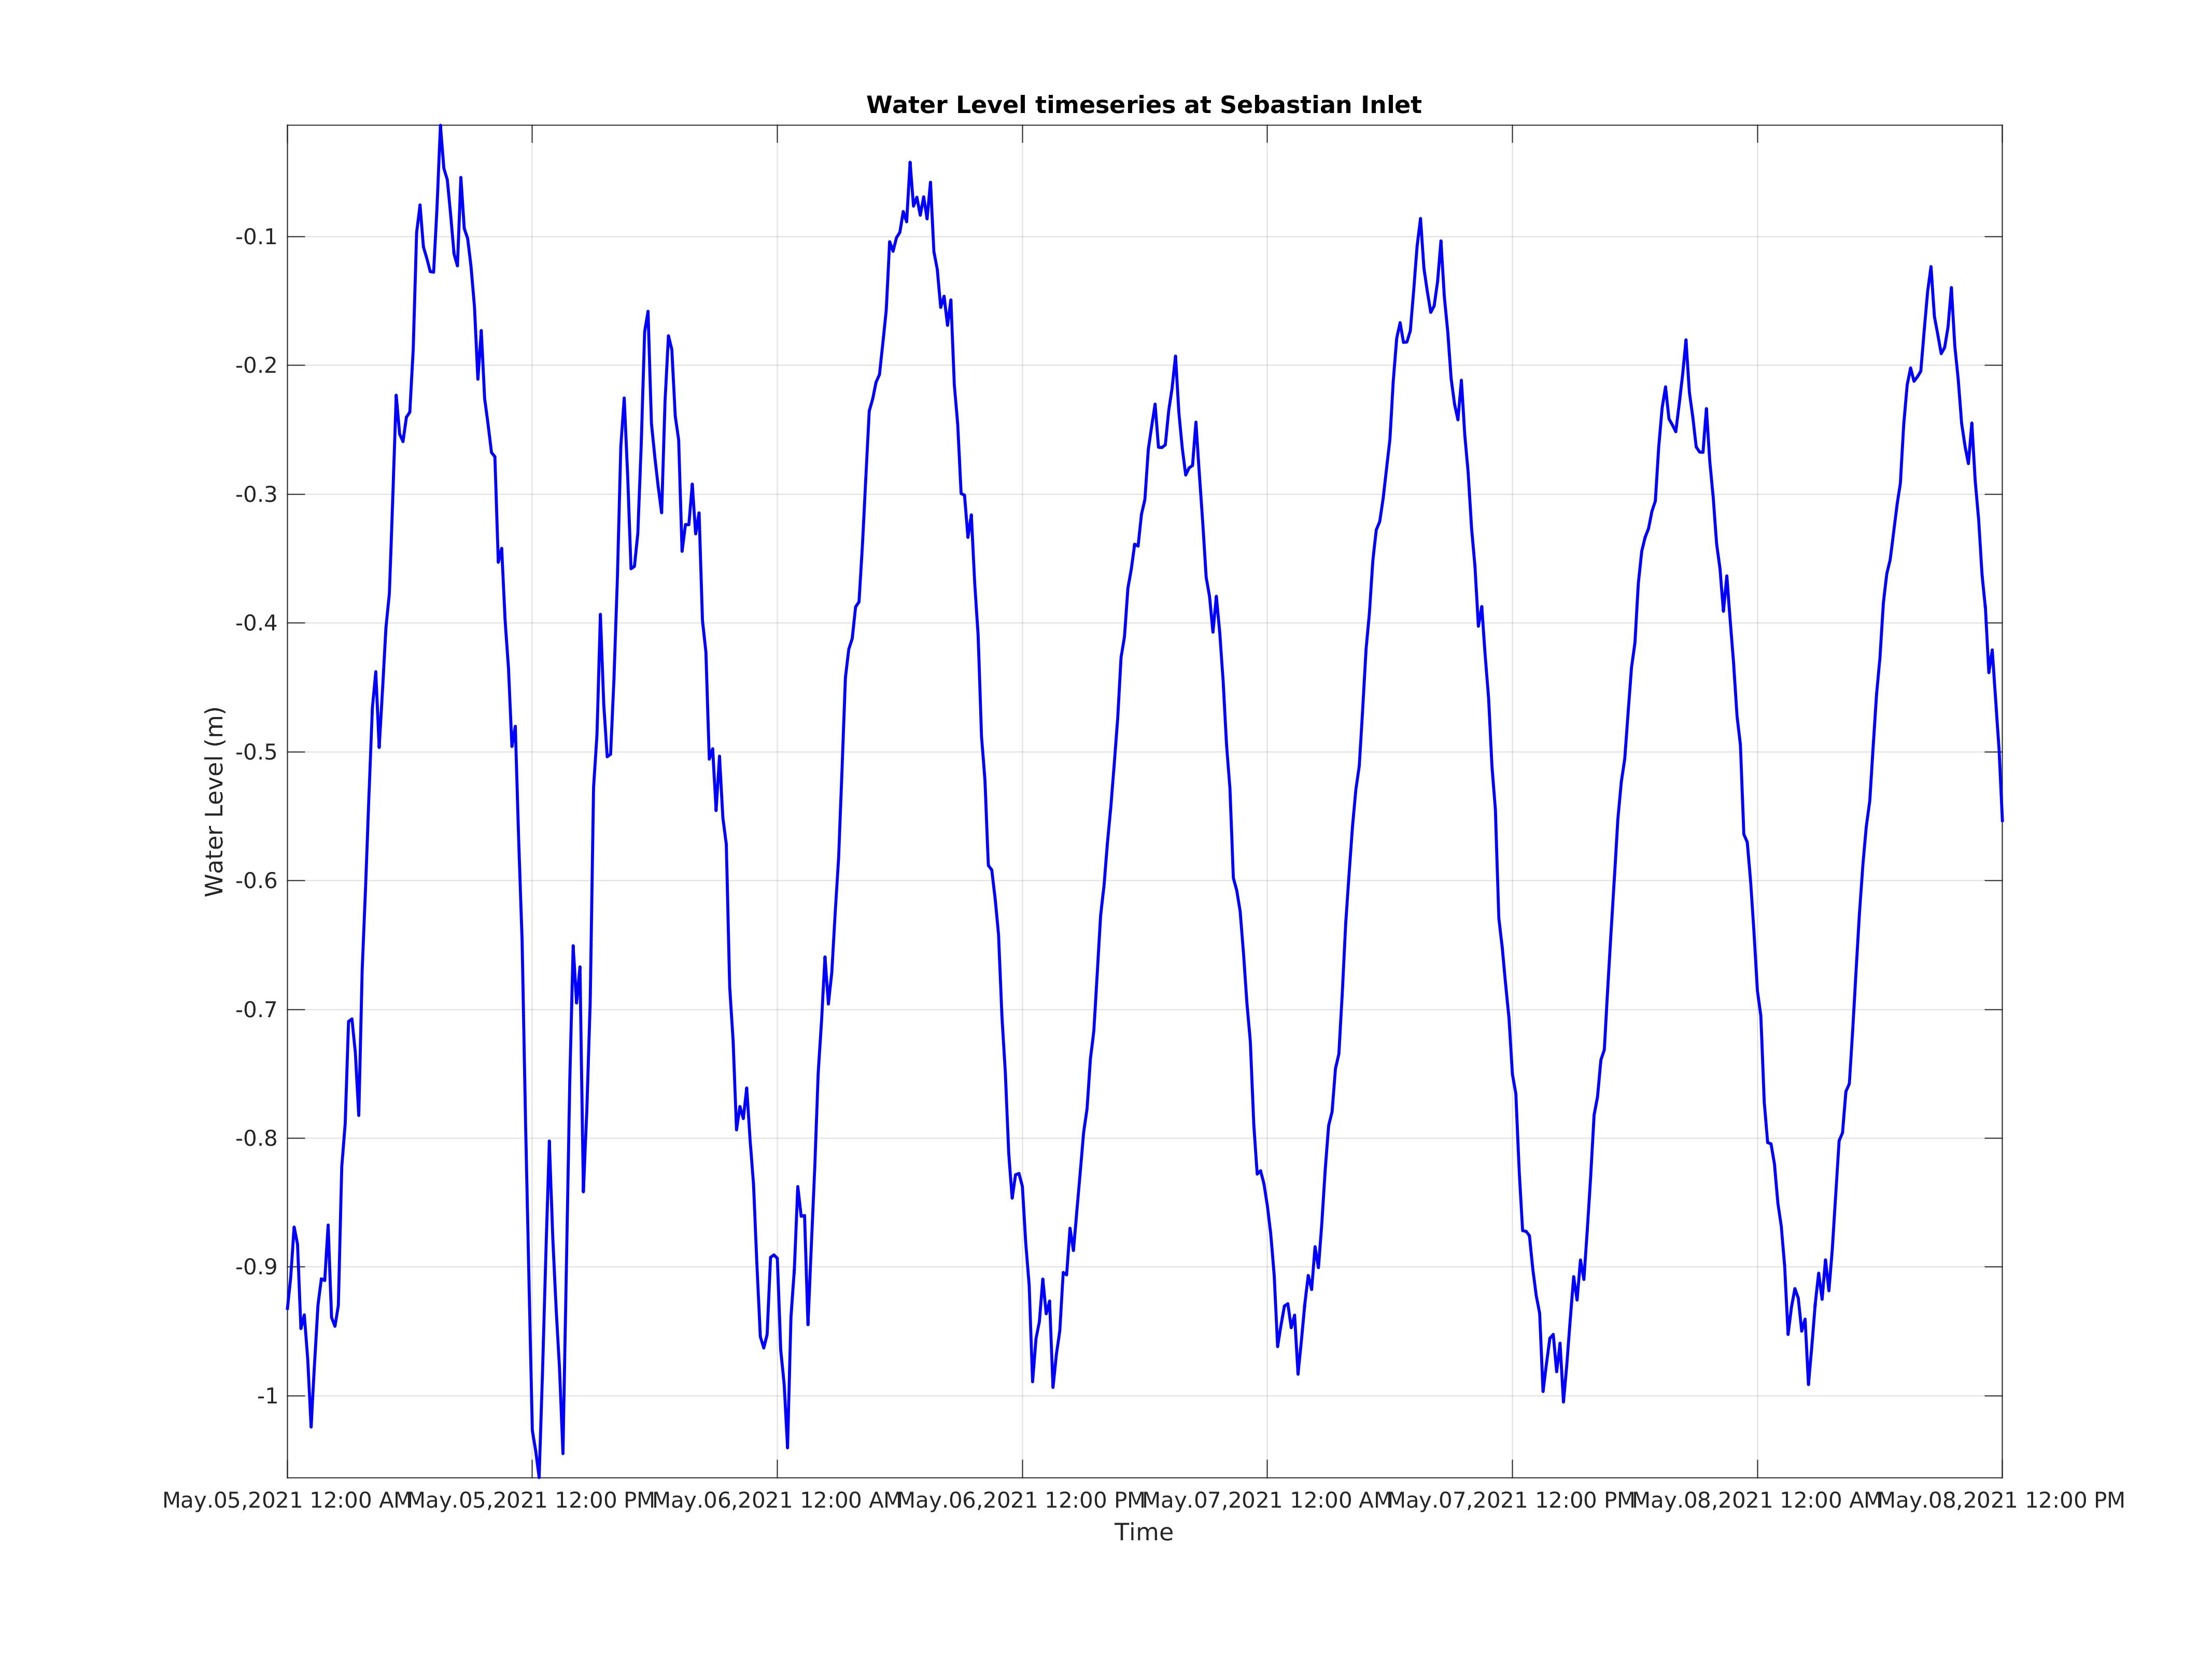 Water Level timeseries at Sebastian Inlet
Water Level (m)
-0.1
-0.2
-0.3
-0.4
-0.5
-0.6
-0.7
-0.8
-0.9
-1
May.05,2021 12:00 AM May.05,2021 12:00 PM May.06,2021 12:00 AM May.06,2021 12:00 PM May.07,2021 12:00 AM May.07,2021 12:00 PM May.08,2021 12:00 AM May.08,2021 12:00 PM
Time